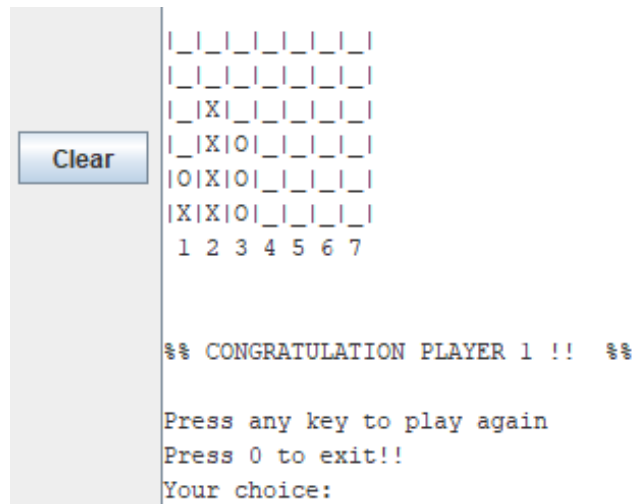 |_|_|_|_|_|_|_|
|_|_|_|_|_|_|_|
|_|X|_|_|_|_|_|
|_|X|O|_|_|_|_|
|O|X|O|_|_|_|_|
|X|X|O|_|_|_|_|
1 2 3 4 5 6 7
Clear
%% CONGRATULATION PLAYER 1 !!  %%
Press any key to play again
Press 0 to exit!!
Your choice: